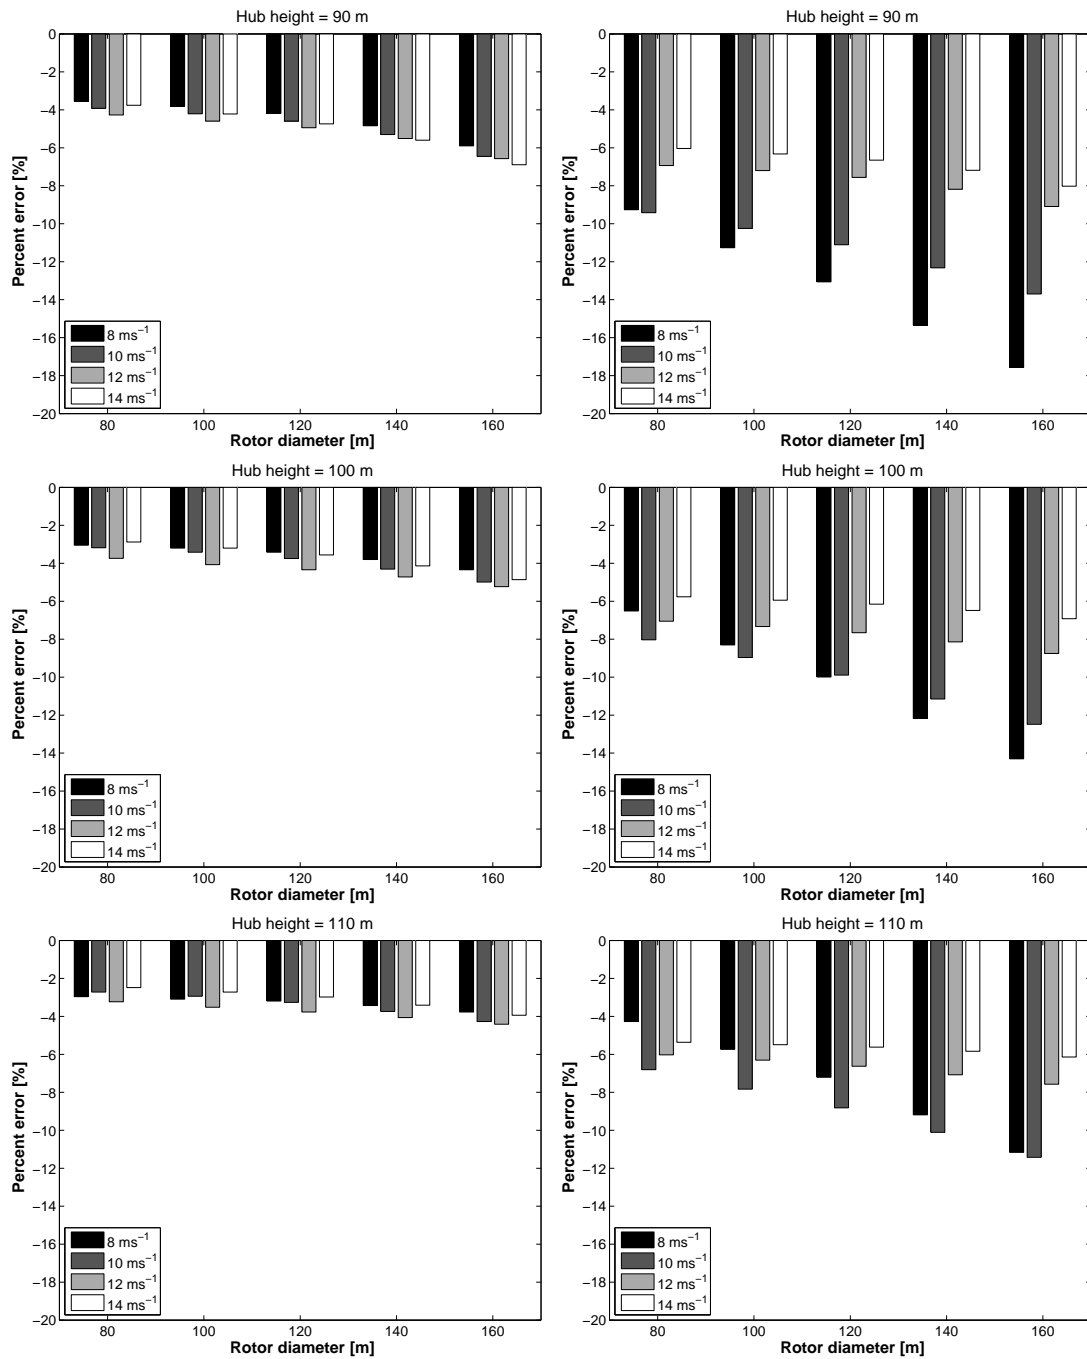 Hub height = 90 m
0
−2
−4
−6
−8
−10
−12
−14
−16
−18
−20
Percent error [%]
8 ms⁻¹
10 ms⁻¹
12 ms⁻¹
14 ms⁻¹
80 100 120 140 160
Rotor diameter [m]
Hub height = 90 m
0
−2
−4
−6
−8
−10
−12
−14
−16
−18
−20
Percent error [%]
8 ms⁻¹
10 ms⁻¹
12 ms⁻¹
14 ms⁻¹
80 100 120 140 160
Rotor diameter [m]
Hub height = 100 m
0
−2
−4
−6
−8
−10
−12
−14
−16
−18
−20
Percent error [%]
8 ms⁻¹
10 ms⁻¹
12 ms⁻¹
14 ms⁻¹
80 100 120 140 160
Rotor diameter [m]
Hub height = 100 m
0
−2
−4
−6
−8
−10
−12
−14
−16
−18
−20
Percent error [%]
8 ms⁻¹
10 ms⁻¹
12 ms⁻¹
14 ms⁻¹
80 100 120 140 160
Rotor diameter [m]
Hub height = 110 m
0
−2
−4
−6
−8
−10
−12
−14
−16
−18
−20
Percent error [%]
8 ms⁻¹
10 ms⁻¹
12 ms⁻¹
14 ms⁻¹
80 100 120 140 160
Rotor diameter [m]
Hub height = 110 m
0
−2
−4
−6
−8
−10
−12
−14
−16
−18
−20
Percent error [%]
8 ms⁻¹
10 ms⁻¹
12 ms⁻¹
14 ms⁻¹
80 100 120 140 160
Rotor diameter [m]